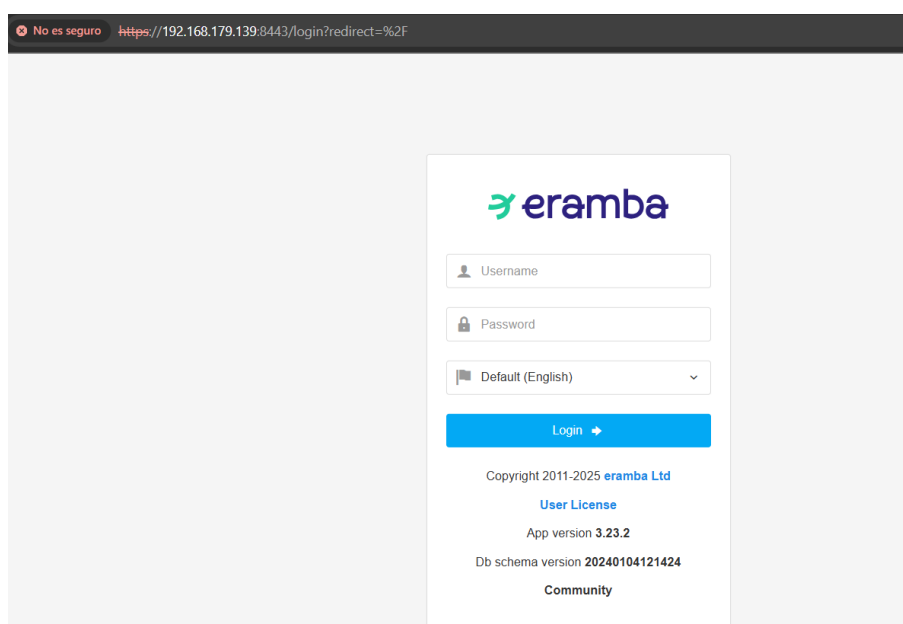 No es seguro https://192.168.179.139:8443/login?redirect=%2F
eramba
Username
Password
Default (English)
Login
Copyright 2011-2025 eramba Ltd
User License
App version 3.23.2
Db schema version 20240104121424
Community